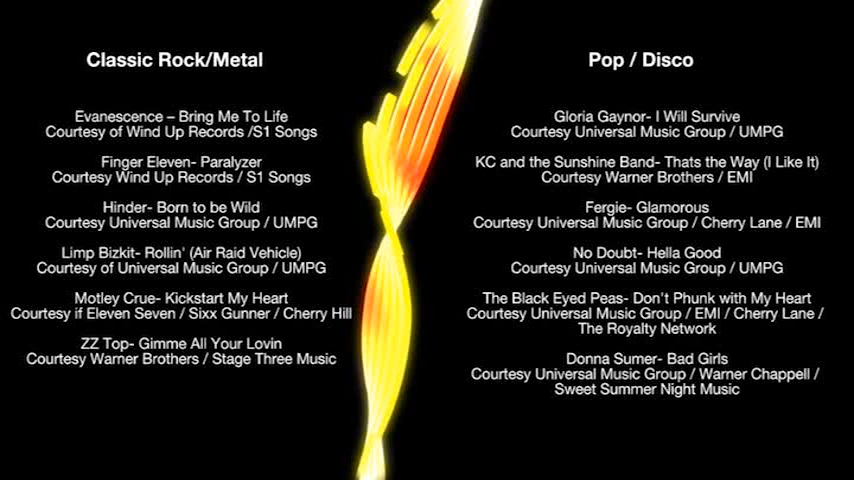 Classic Rock/Metal
Evanescence – Bring Me To Life
Courtesy of Wind Up Records /S1 Songs
Finger Eleven- Paralyzer
Courtesy Wind Up Records / S1 Songs
Hinder- Born to be Wild
Courtesy Universal Music Group / UMPG
Limp Bizkit- Rollin' (Air Raid Vehicle)
Courtesy of Universal Music Group / UMPG
Motley Crue- Kickstart My Heart
Courtesy if Eleven Seven / Sixx Gunner / Cherry Hill
ZZ Top- Gimme All Your Lovin
Courtesy Warner Brothers / Stage Three Music
Pop / Disco
Gloria Gaynor- I Will Survive
Courtesy Universal Music Group / UMPG
KC and the Sunshine Band- Thats the Way (I Like It)
Courtesy Warner Brothers / EMI
Fergie- Glamorous
Courtesy Universal Music Group / Cherry Lane / EMI
No Doubt- Hella Good
Courtesy Universal Music Group / UMPG
The Black Eyed Peas- Don't Phunk with My Heart
Courtesy Universal Music Group / EMI / Cherry Lane /
The Royalty Network
Donna Sumer- Bad Girls
Courtesy Universal Music Group / Warner Chappell /
Sweet Summer Night Music